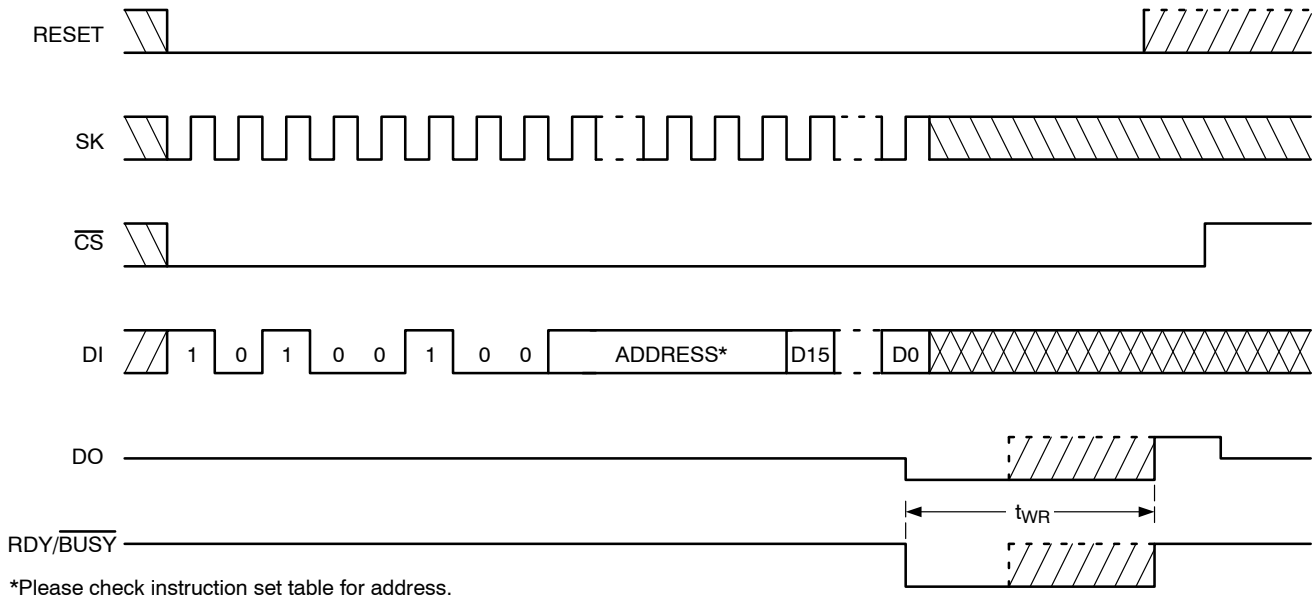 RESET
SK
CS
DI 1 0 1 0 0 1 0 0 ADDRESS* D15 D0
DO
tWR
RDY/BUSY
*Please check instruction set table for address.